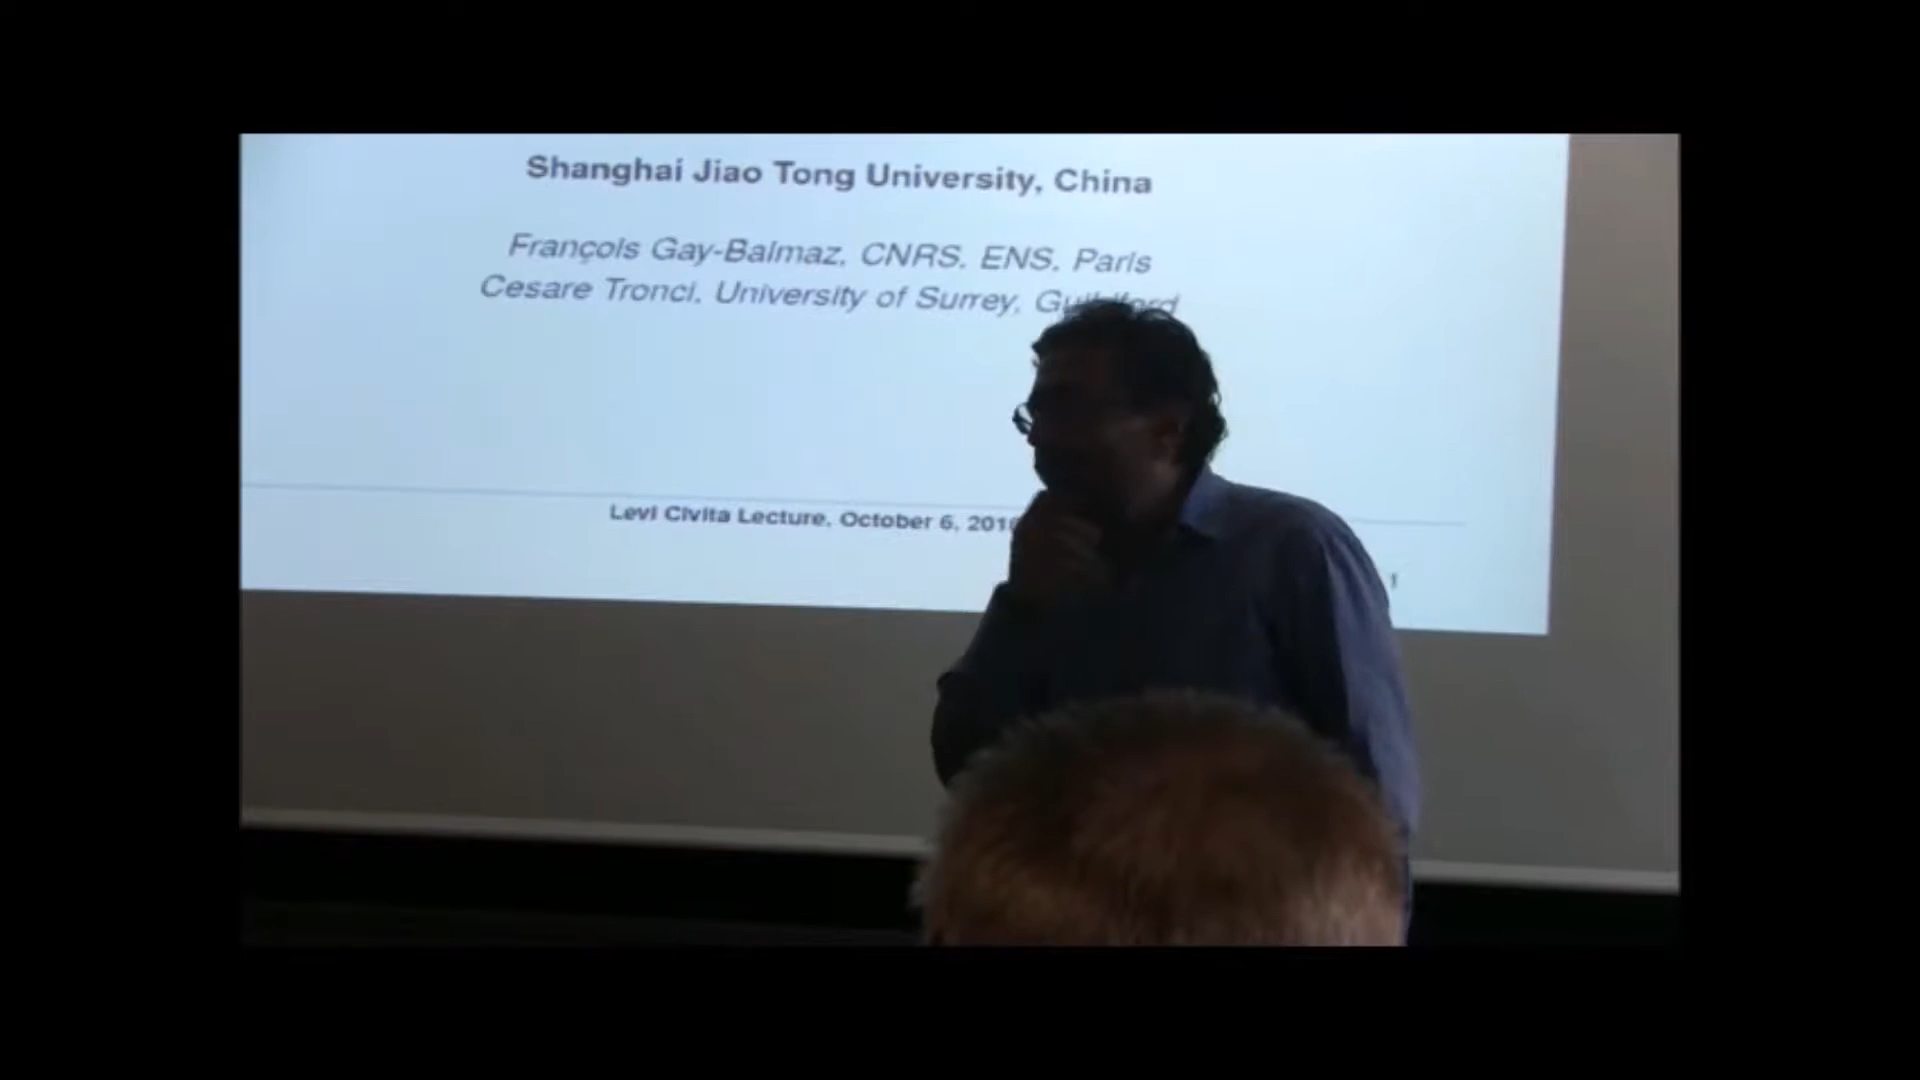 Shanghai Jiao Tong University, China
François Gay-Balmaz, CNRS, ENS, Paris
Cesare Tronci, University of Surrey,
Levi Civita Lecture, October 6,
1